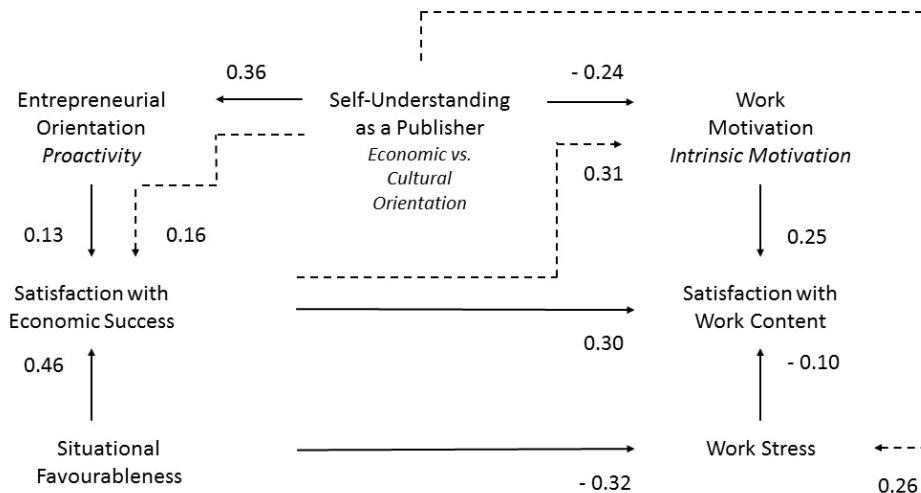 0.36
- 0.24
Entrepreneurial
Orientation
Proactivity
Self-Understanding
as a Publisher
Economic vs.
Cultural
Orientation
Work
Motivation
Intrinsic Motivation
0.31
0.13
0.16
0.25
Satisfaction with
Economic Success
Satisfaction with
Work Content
0.30
0.46
- 0.10
Situational
Favourableness
Work Stress
- 0.32
0.26